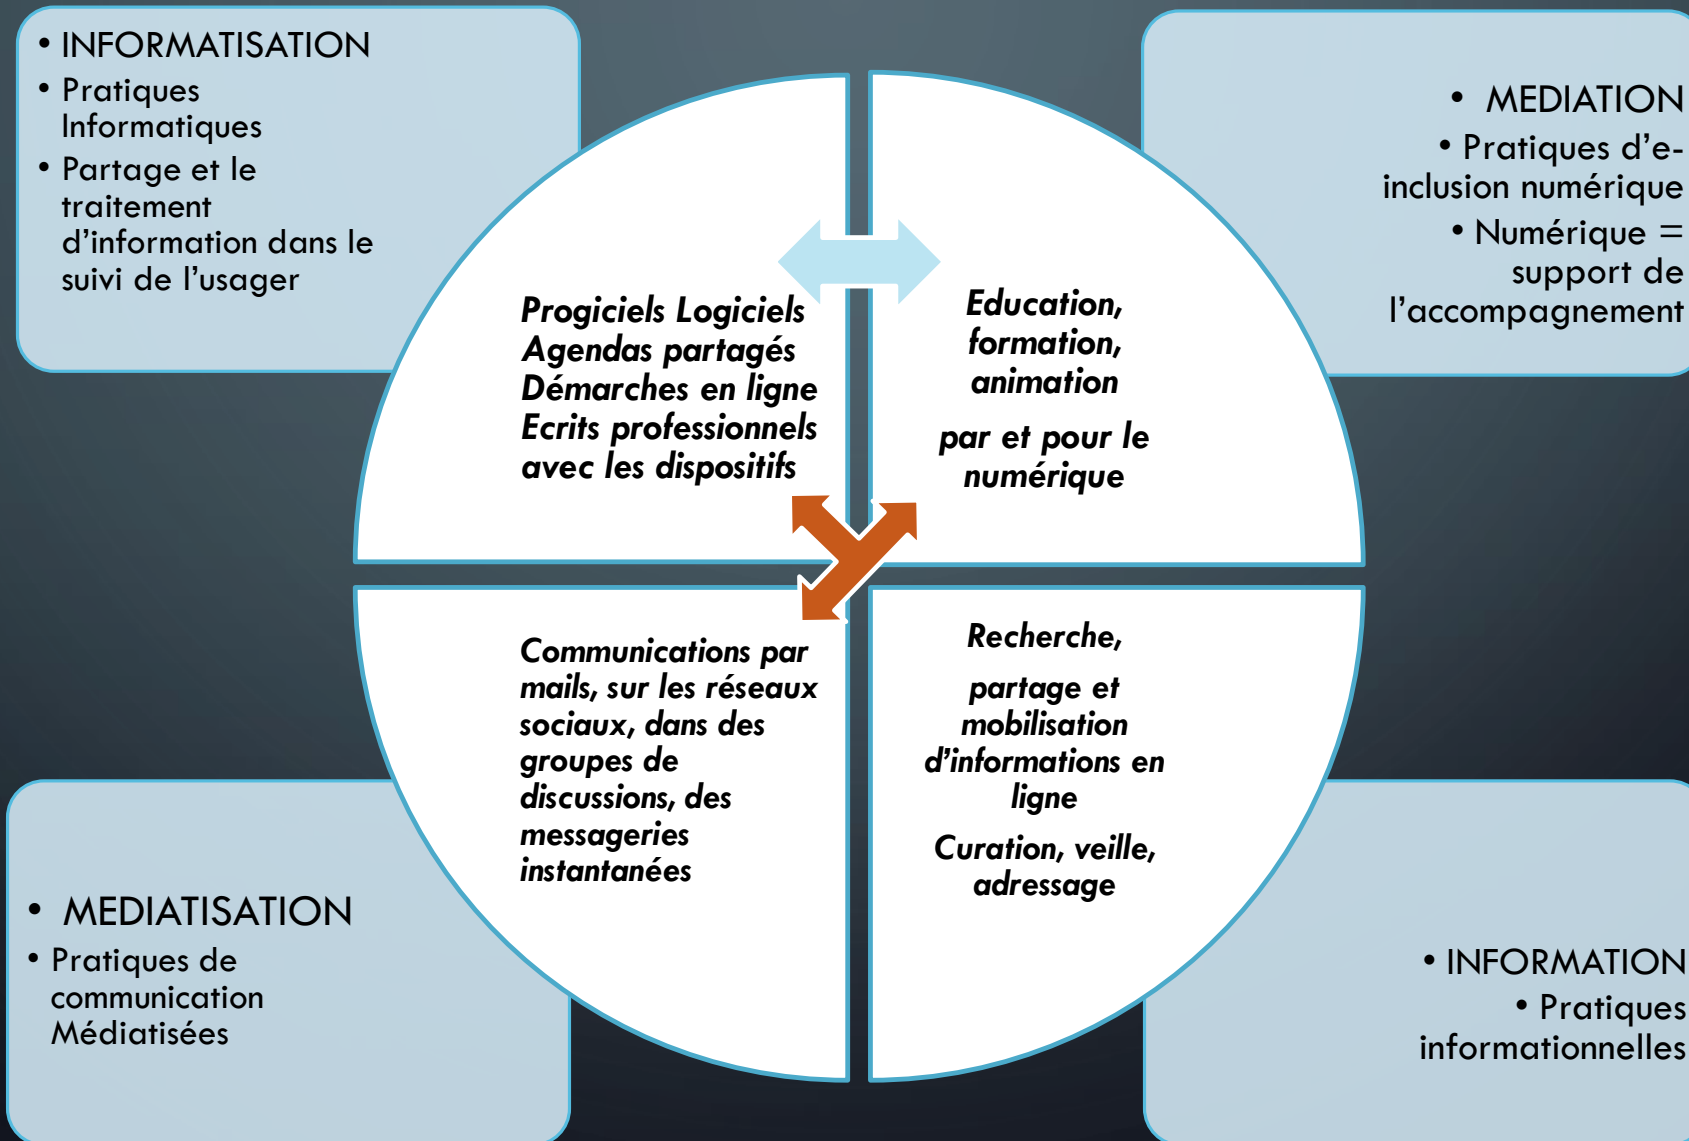 • INFORMATISATION
• Pratiques
Informatiques
• Partage et le
traitement
d'information dans le
suivi de l'usager
• MEDIATION
• Pratiques d'e-
inclusion numérique
• Numérique =
support de
l'accompagnement
Progiciels Logiciels
Agendas partagés
Démarches en ligne
Ecrits professionnels
avec les dispositifs
Education,
formation,
animation
par et pour le
numérique
Communications par
mails, sur les réseaux
sociaux, dans des
groupes de
discussions, des
messageries
instantanées
Recherche,
partage et
mobilisation
d'informations en
ligne
Curation, veille,
adressage
• MEDIATISATION
• Pratiques de
communication
Médiatisées
• INFORMATION
• Pratiques
informationnelles